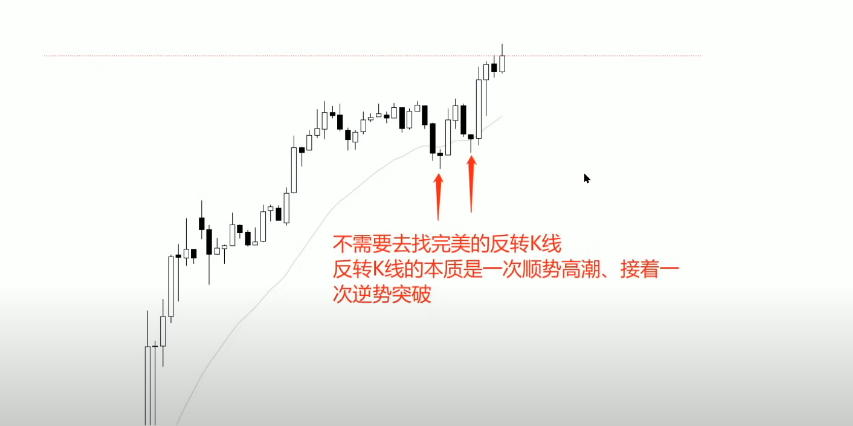 不需要去找完美的反转K线
反转K线的本质是一次顺势高潮、接着一
次逆势突破